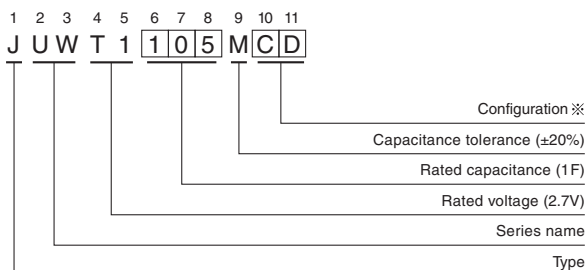 1 2 3 4 5 6 7 8 9 10 11
J U W T 1 1 0 5 M C D
Configuration ※
Capacitance tolerance (±20%)
Rated capacitance (1F)
Rated voltage (2.7V)
Series name
Type